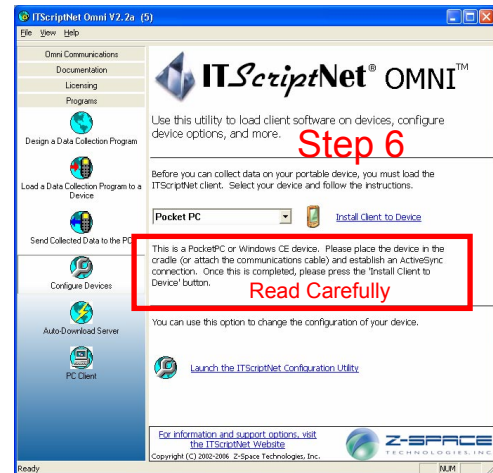 ITScriptNet Omni V2.2a (5)
File View Help
Omni Communications
Documentation
Licensing
Programs
Design a Data Collection Program
Load a Data Collection Program to a
Device
Send Collected Data to the PC
Configure Devices
Auto-Download Server
PC Client
ITScriptNet® OMNI™
Use this utility to load client software on devices, configure
device options, and more.
Step 6
Before you can collect data on your portable device, you must load the
ITScriptNet client. Select your device and follow the instructions.
Pocket PC
Install Client to Device
This is a PocketPC or Windows CE device. Please place the device in the
cradle (or attach the communications cable) and establish an ActiveSync
connection. Once this is completed, please press the 'Install Client to
Device' button.
Read Carefully
You can use this option to change the configuration of your device.
Launch the ITScriptNet Configuration Utility
For information and support options, visit
the ITScriptNet Website
Copyright (C) 2002-2006 Z-Space Technologies, Inc.
Z-SPACE
TECHNOLOGIES, INC
Ready
NUM